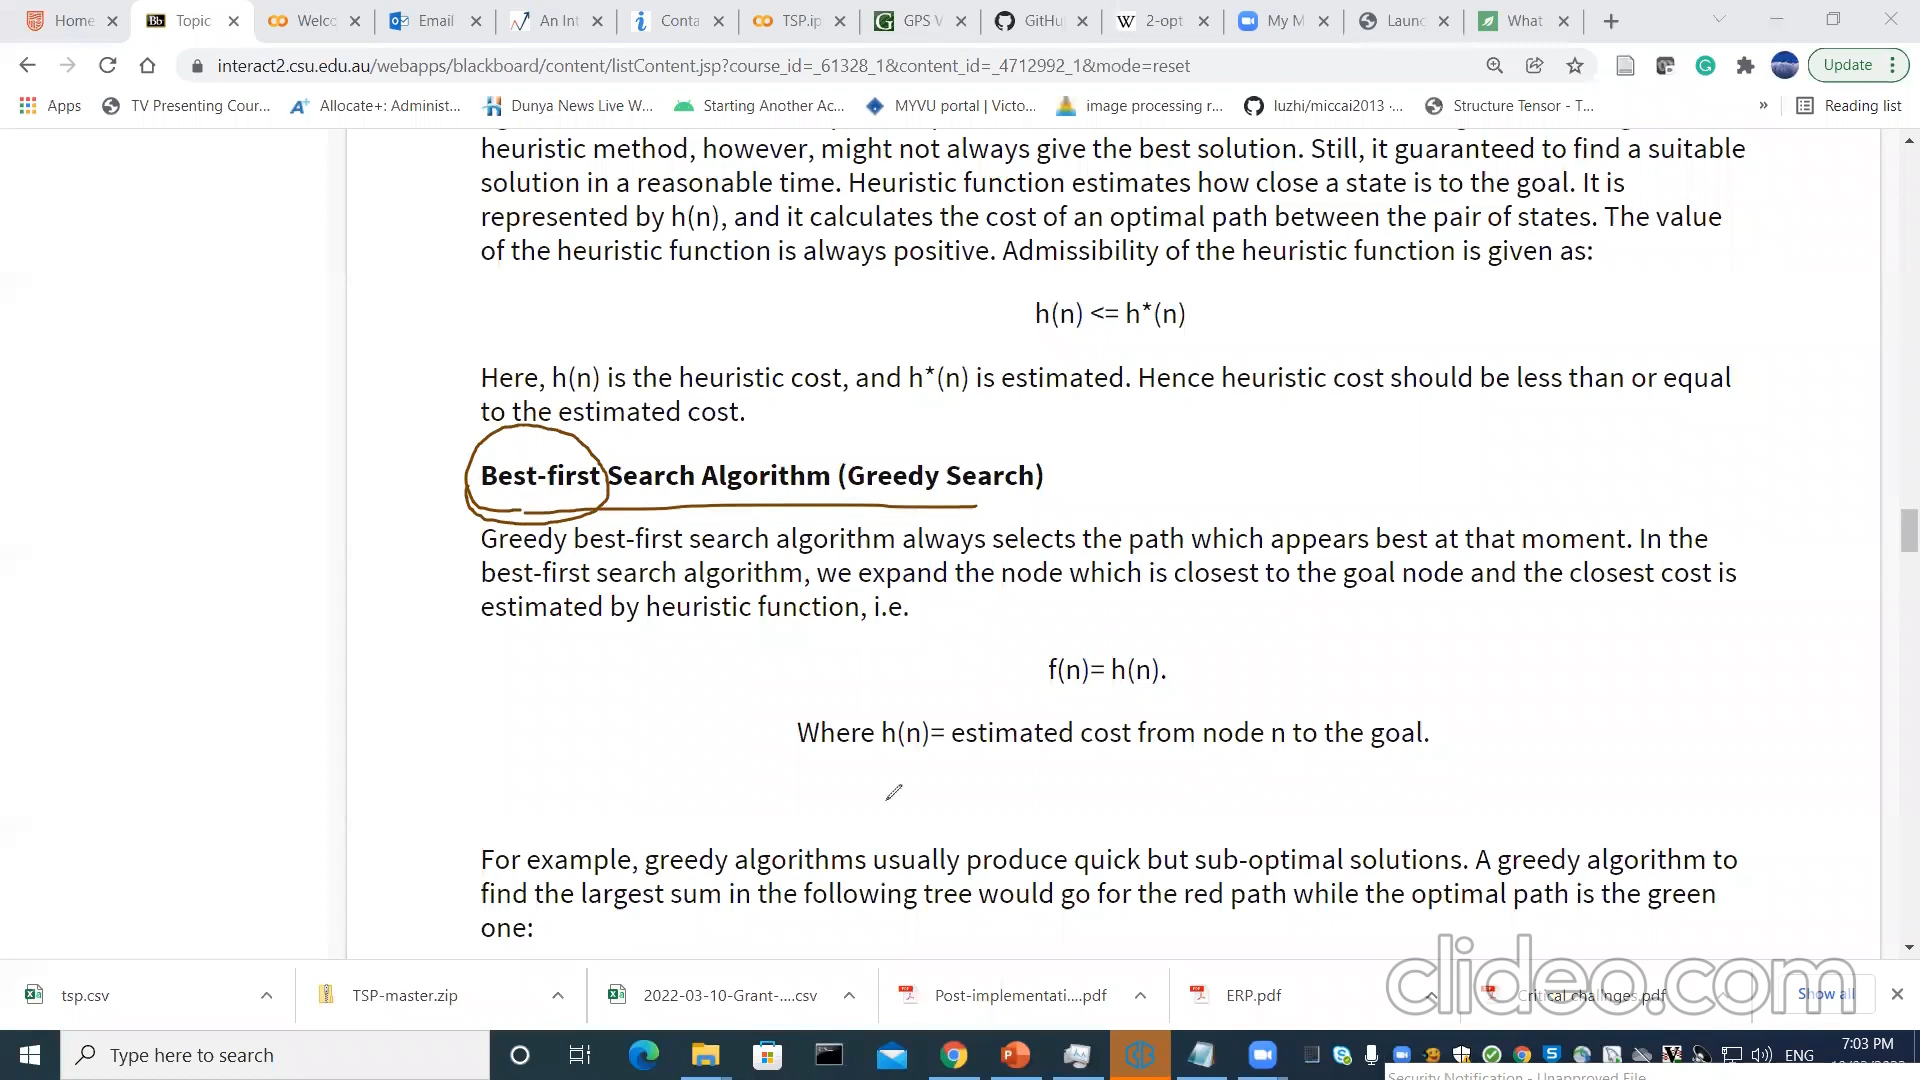 Home
Topic
Welco
Email
An Int
Conta
TSP.ip
GPS V
GitHu
2-opt
My M
Launc
What
interact2.csu.edu.au/webapps/blackboard/content/listContent.jsp?course_id=_61328_1&content_id=_4712992_1&mode=reset
Update
Apps
TV Presenting Cour...
Allocate+: Administ...
Dunya News Live W...
Starting Another Ac...
MYVU portal | Victo...
image processing r...
luzhi/miccai2013 ·...
Structure Tensor - T...
»
Reading list
heuristic method, however, might not always give the best solution. Still, it guaranteed to find a suitable
solution in a reasonable time. Heuristic function estimates how close a state is to the goal. It is
represented by h(n), and it calculates the cost of an optimal path between the pair of states. The value
of the heuristic function is always positive. Admissibility of the heuristic function is given as:
h(n) <= h*(n)
Here, h(n) is the heuristic cost, and h*(n) is estimated. Hence heuristic cost should be less than or equal
to the estimated cost.
Best-first Search Algorithm (Greedy Search)
Greedy best-first search algorithm always selects the path which appears best at that moment. In the
best-first search algorithm, we expand the node which is closest to the goal node and the closest cost is
estimated by heuristic function, i.e.
f(n)= h(n).
Where h(n)= estimated cost from node n to the goal.
For example, greedy algorithms usually produce quick but sub-optimal solutions. A greedy algorithm to
find the largest sum in the following tree would go for the red path while the optimal path is the green
one:
clideo.com
tsp.csv
TSP-master.zip
2022-03-10-Grant-....csv
Post-implementati....pdf
ERP.pdf
Critical challnges.pdf
Show all
Type here to search
ENG
7:03 PM
Security Notification - Unapproved File